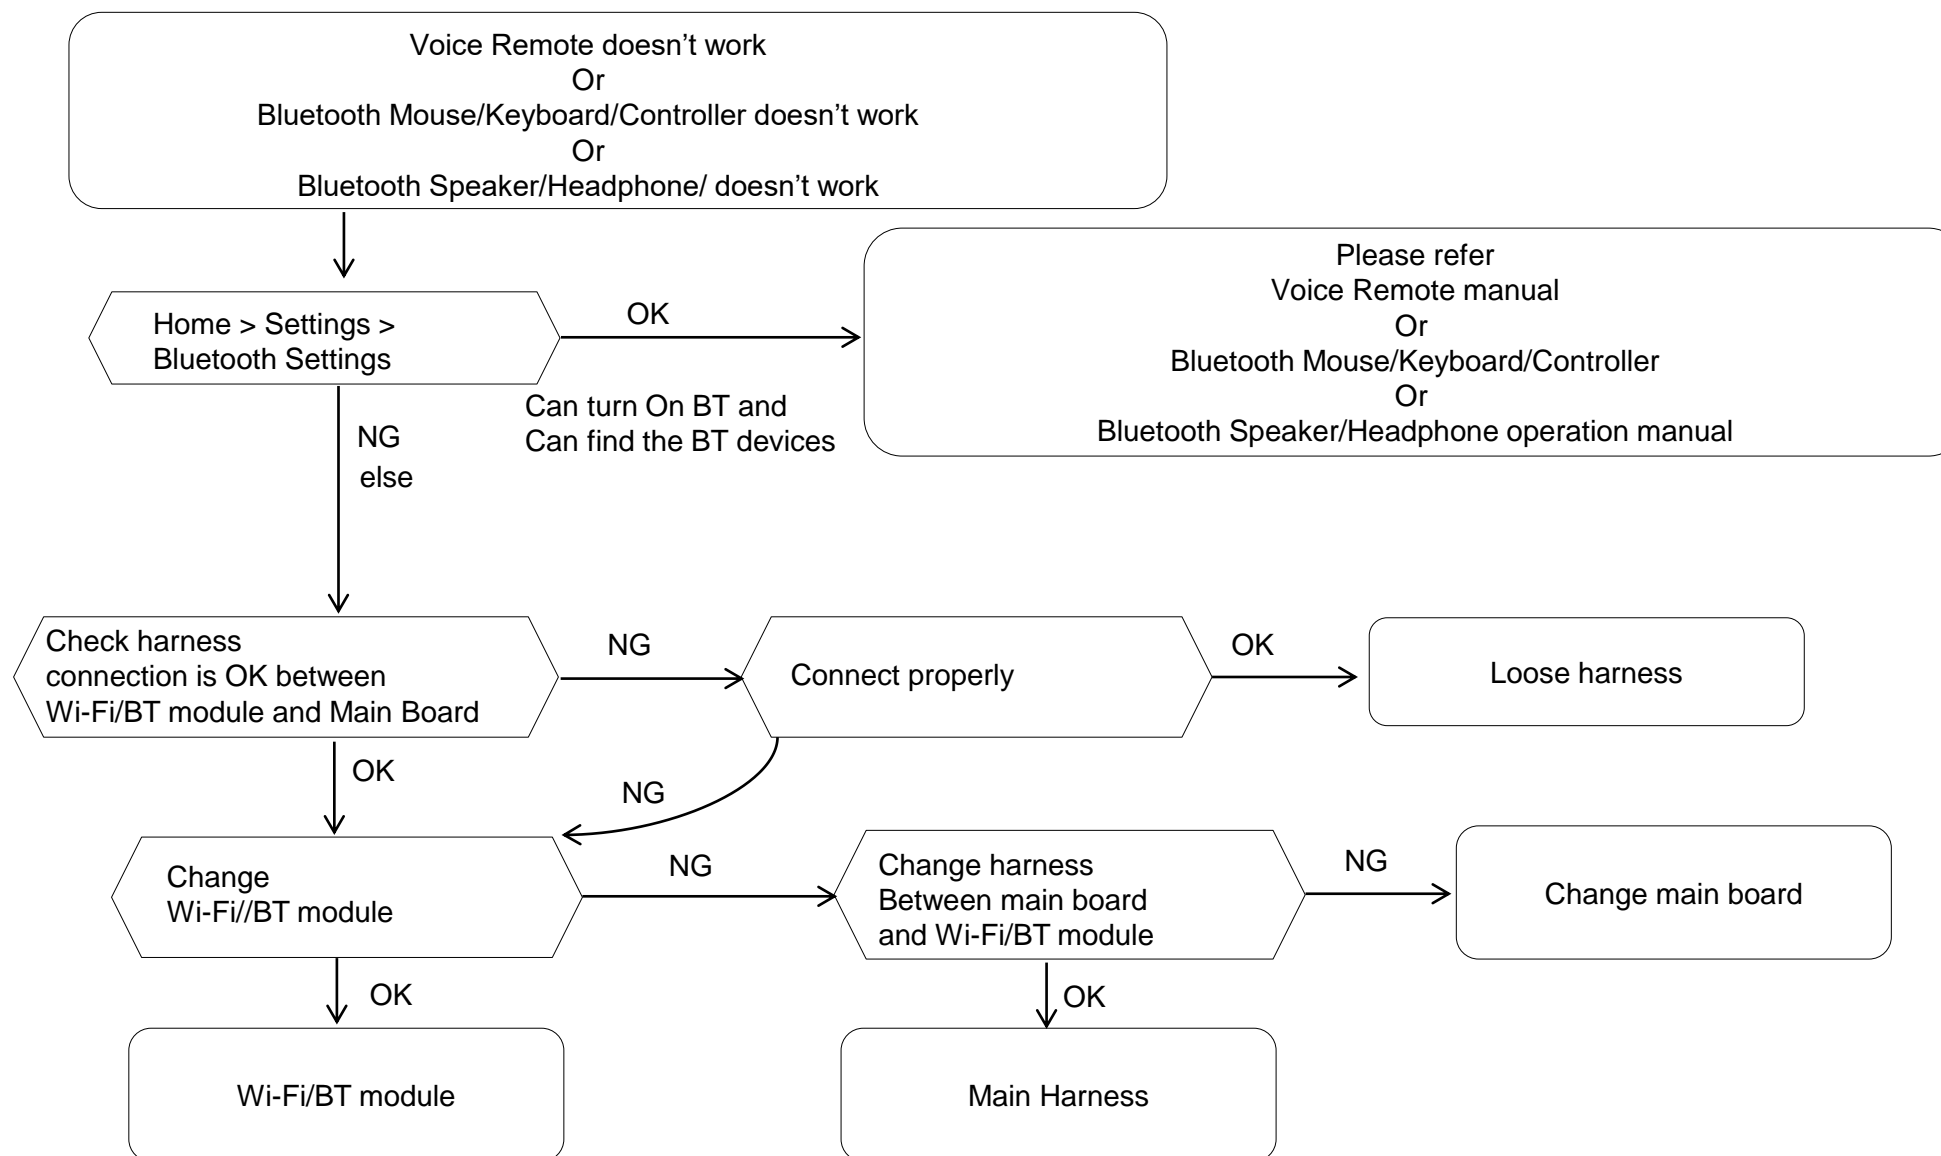 Voice Remote doesn’t work
Or
Bluetooth Mouse/Keyboard/Controller doesn’t work
Or
Bluetooth Speaker/Headphone/ doesn’t work
Home > Settings >
Bluetooth Settings
OK
Can turn On BT and
Can find the BT devices
Please refer
Voice Remote manual
Or
Bluetooth Mouse/Keyboard/Controller
Or
Bluetooth Speaker/Headphone operation manual
NG
else
Check harness
connection is OK between
Wi-Fi/BT module and Main Board
NG
Connect properly
OK
Loose harness
OK
NG
Change
Wi-Fi//BT module
NG
Change harness
Between main board
and Wi-Fi/BT module
NG
Change main board
OK
OK
Wi-Fi/BT module
Main Harness